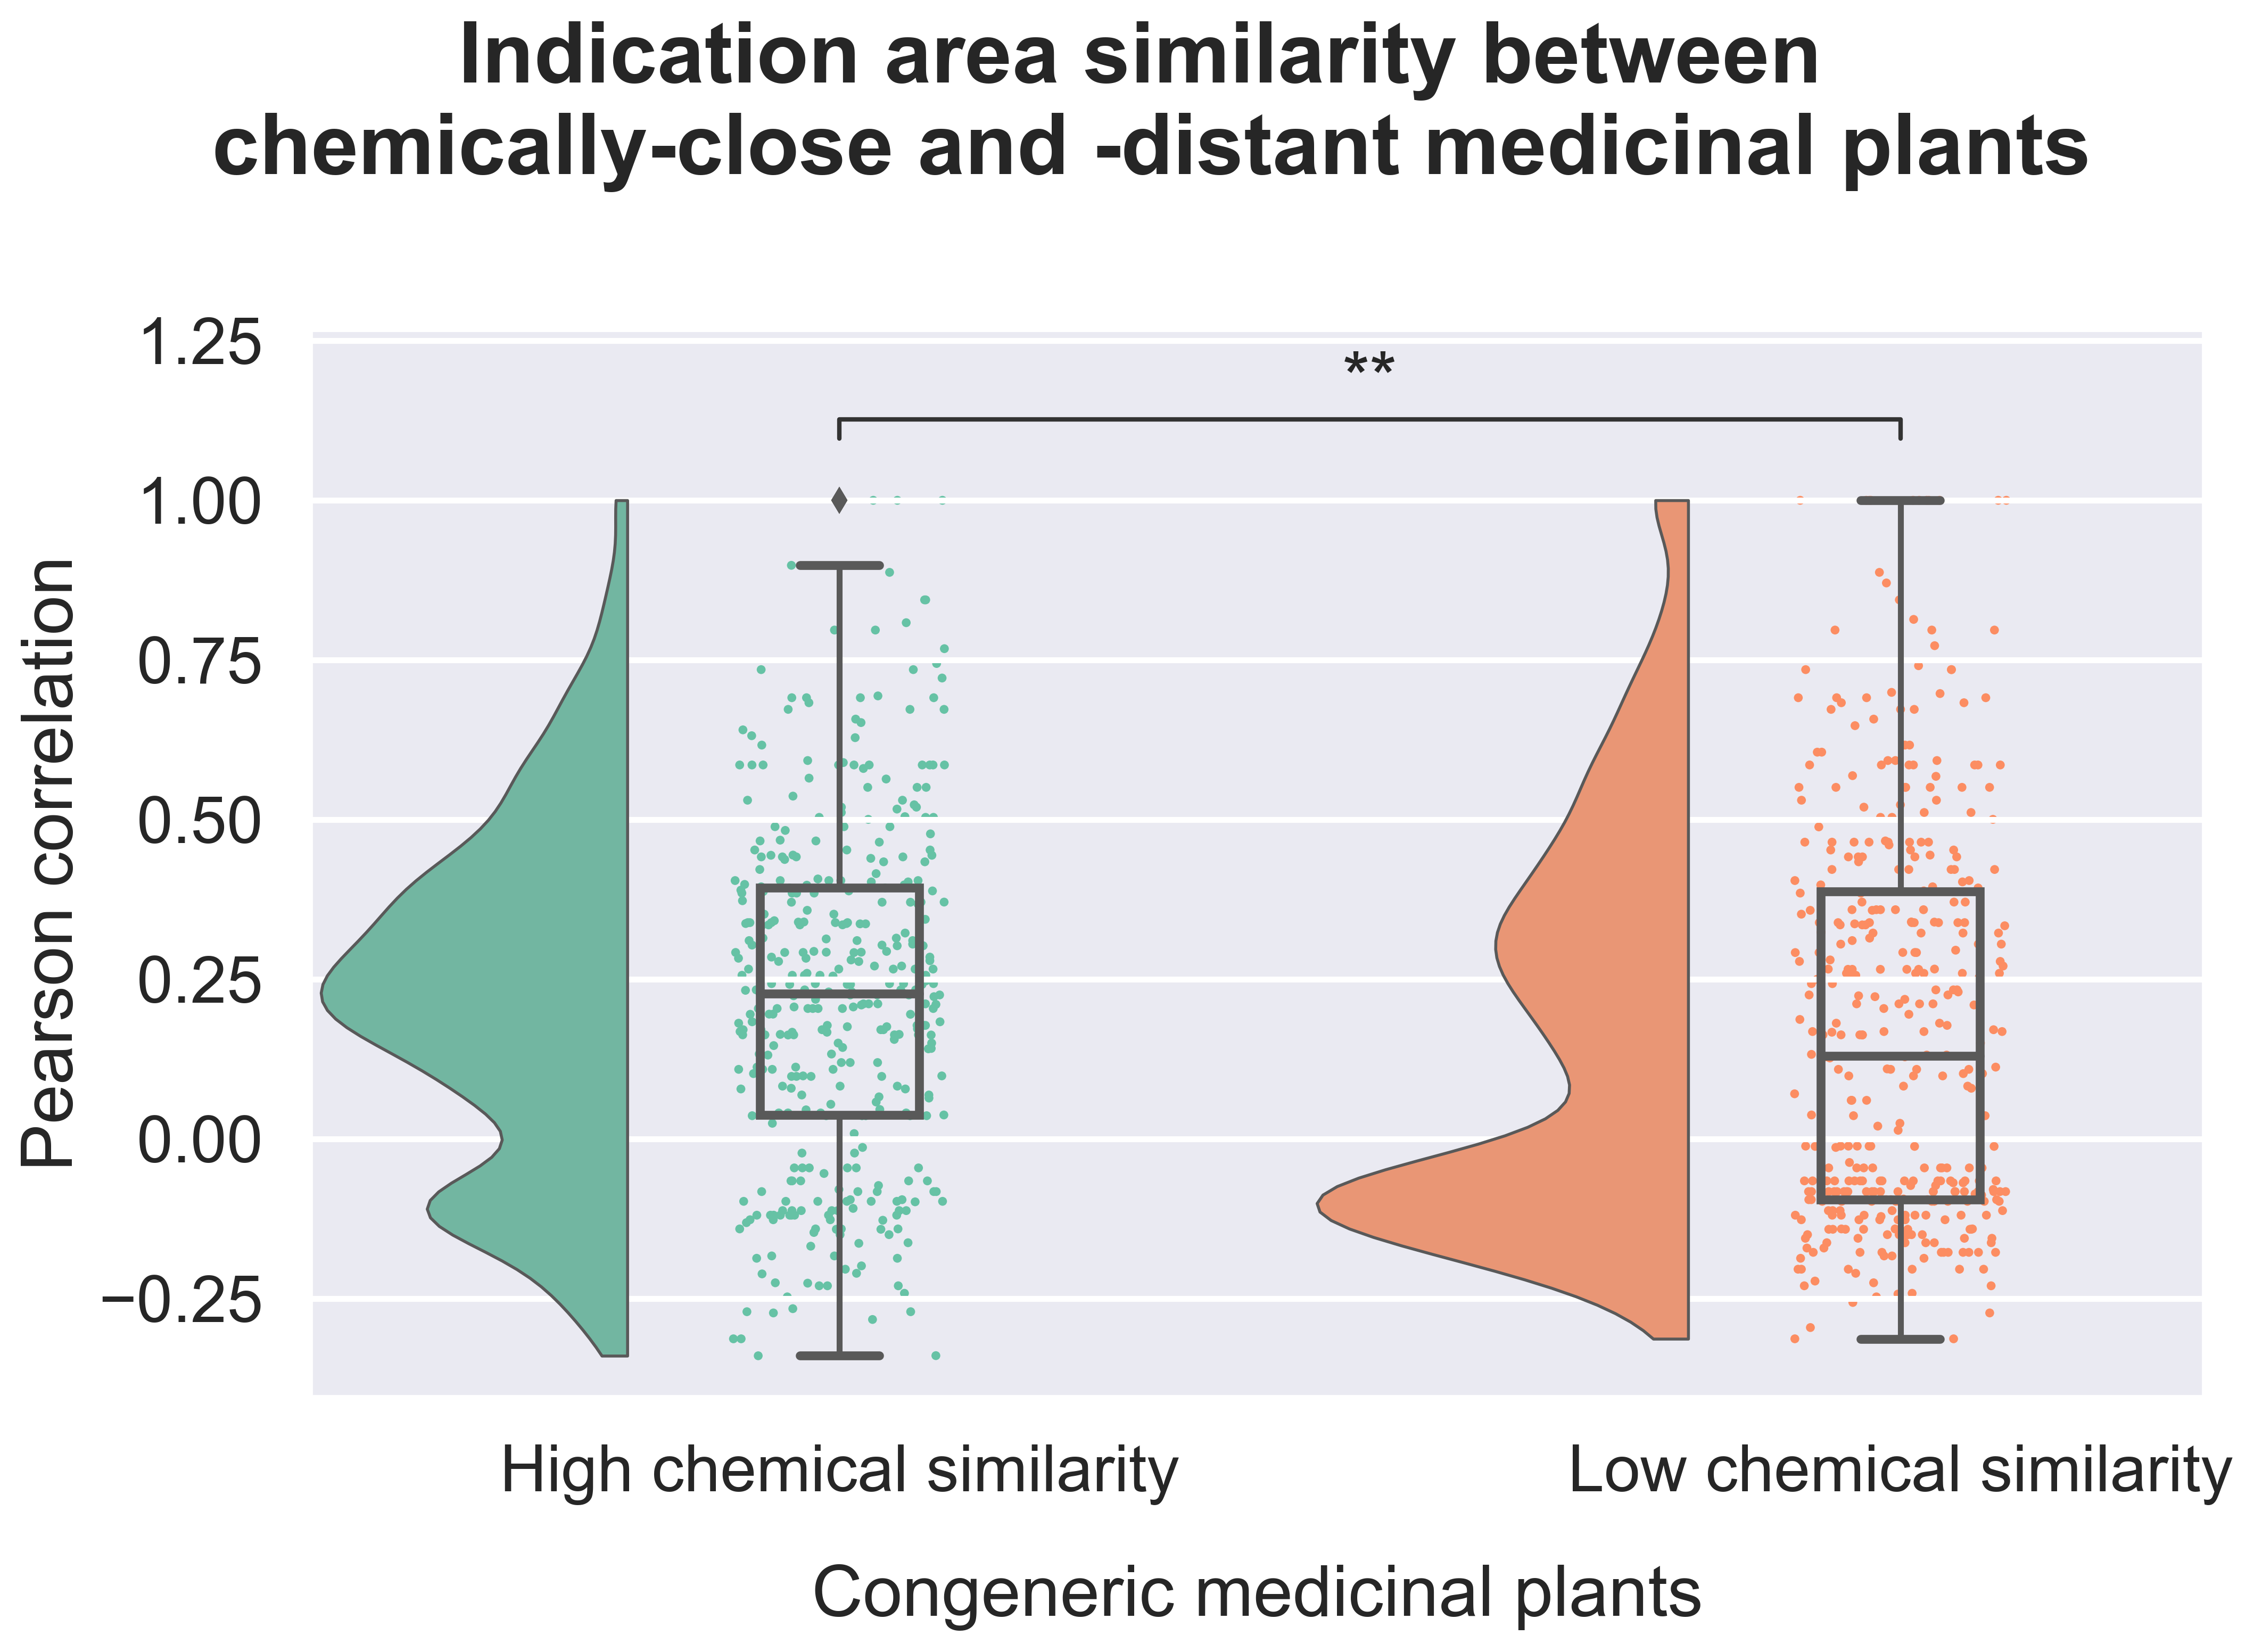 Indication area similarity between
chemically-close and -distant medicinal plants
1.25
**
1.00
0.75
0.50
0.25
0.00
−0.25
Pearson correlation
High chemical similarity
Low chemical similarity
Congeneric medicinal plants